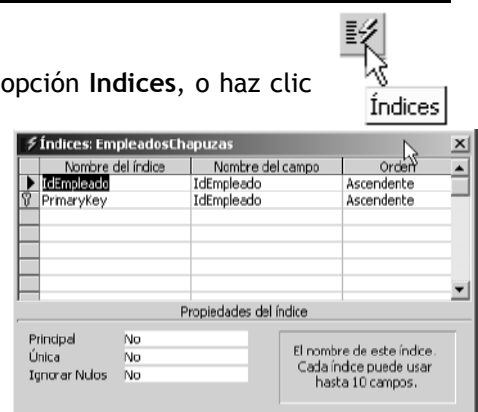 opción Indices, o haz clic
Índices
Índices: EmpleadosChapuzas
Nombre del índice Nombre del campo Orden
IdEmpleado IdEmpleado Ascendente
PrimaryKey IdEmpleado Ascendente
Propiedades del índice
Principal No
Única No
Ignorar Nulos No
El nombre de este índice.
Cada índice puede usar
hasta 10 campos.